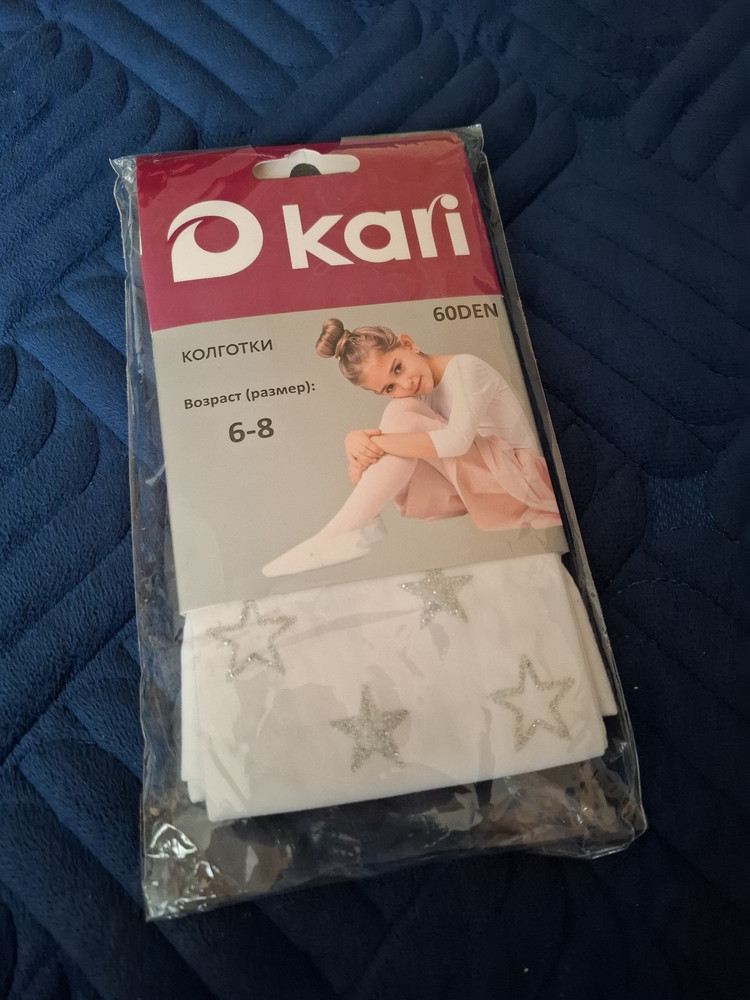 kari
60DEN
КОЛГОТКИ
Возраст (размер):
6-8